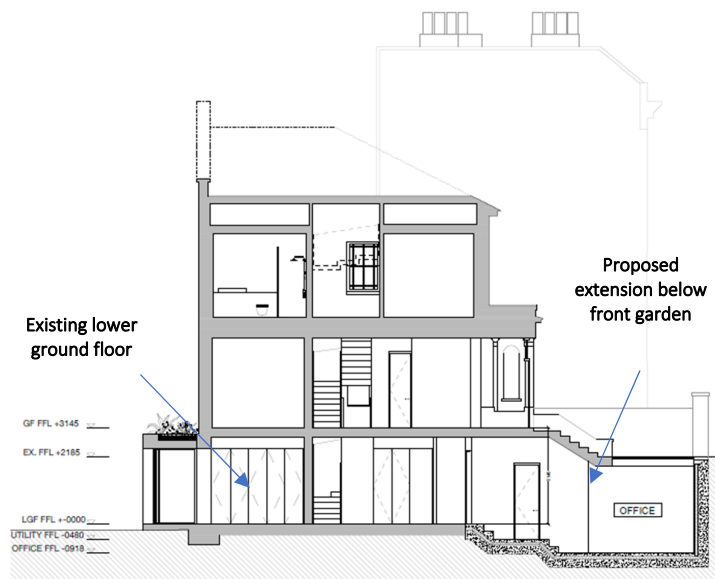 Proposed
extension below
front garden
Existing lower
ground floor
GF FFL +3145
EX. FFL +2185
OFFICE
LGF FFL +-0000
UTILITY FFL -0480
OFFICE FFL -0918